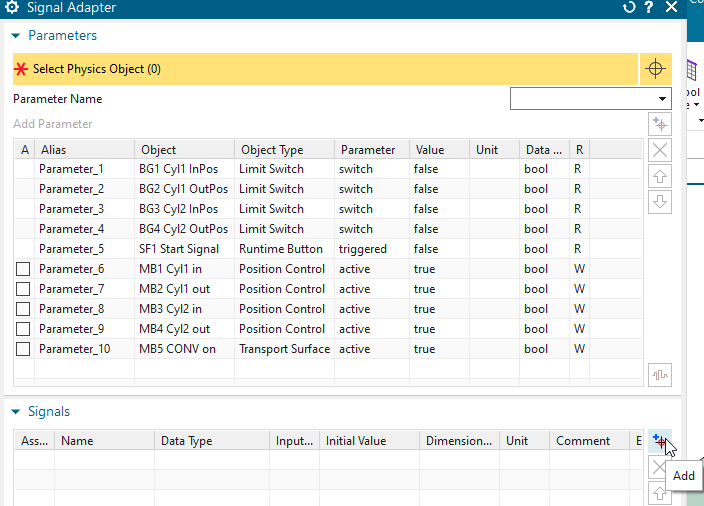 Signal Adapter
Parameters
Select Physics Object (0)
Parameter Name
Add Parameter
A Alias Object Object Type Parameter Value Unit Data ... R
Parameter_1 BG1 Cyl1 InPos Limit Switch switch false bool R
Parameter_2 BG2 Cyl1 OutPos Limit Switch switch false bool R
Parameter_3 BG3 Cyl2 InPos Limit Switch switch false bool R
Parameter_4 BG4 Cyl2 OutPos Limit Switch switch false bool R
Parameter_5 SF1 Start Signal Runtime Button triggered false bool R
Parameter_6 MB1 Cyl1 in Position Control active true bool W
Parameter_7 MB2 Cyl1 out Position Control active true bool W
Parameter_8 MB3 Cyl2 in Position Control active true bool W
Parameter_9 MB4 Cyl2 out Position Control active true bool W
Parameter_10 MB5 CONV on Transport Surface active true bool W
Signals
Ass... Name Data Type Input... Initial Value Dimension... Unit Comment E
Add